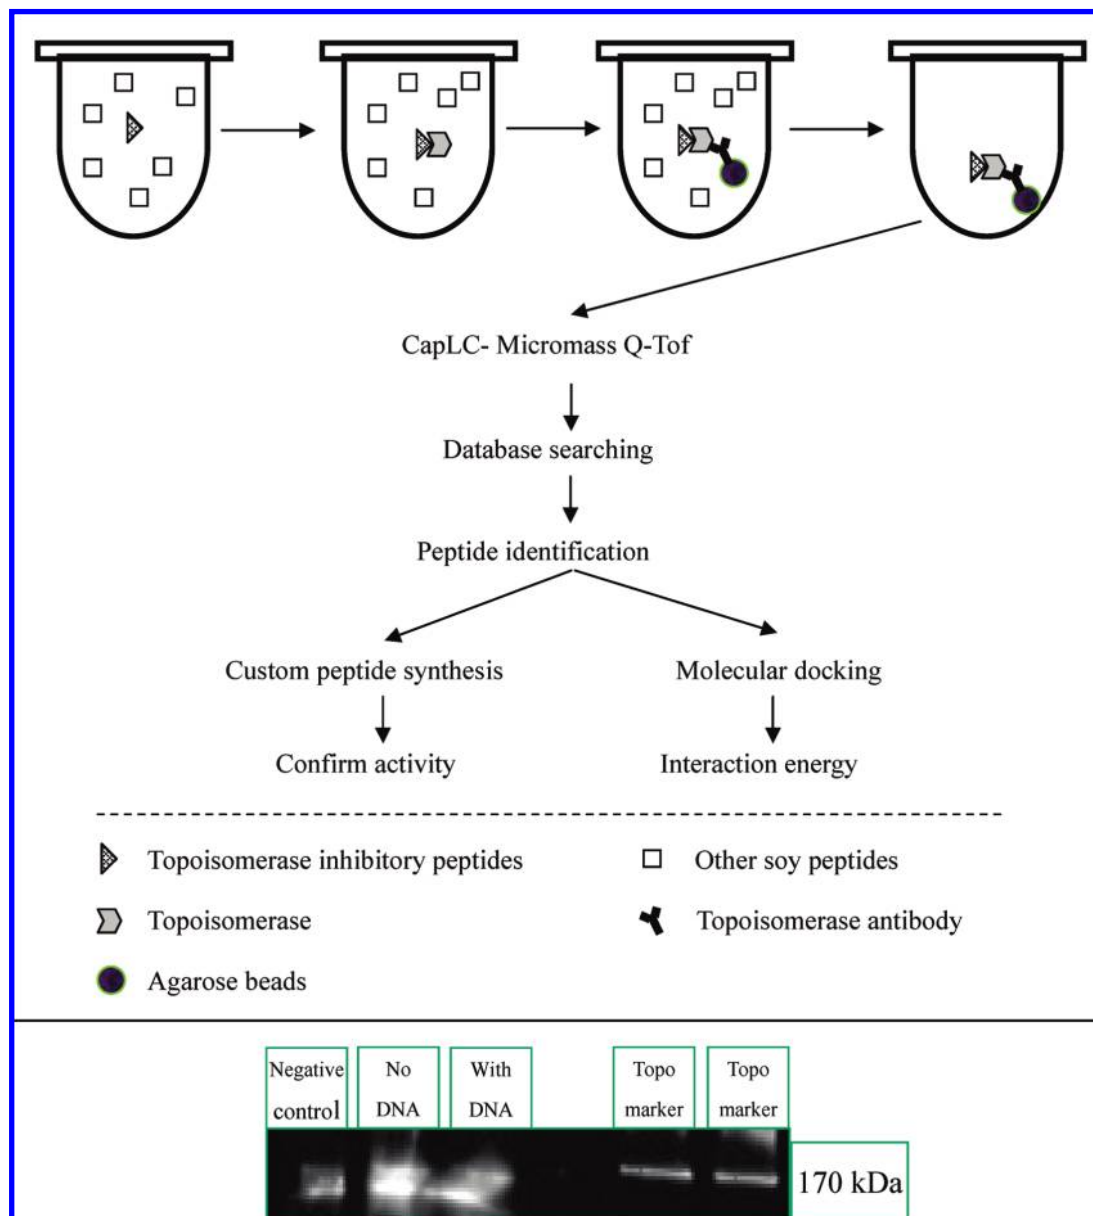 CapLC- Micromass Q-Tof
Database searching
Peptide identification
Custom peptide synthesis
Molecular docking
Confirm activity
Interaction energy
Topoisomerase inhibitory peptides
Other soy peptides
Topoisomerase
Topoisomerase antibody
Agarose beads
Negative
control
No
DNA
With
DNA
Topo
marker
Topo
marker
170 kDa